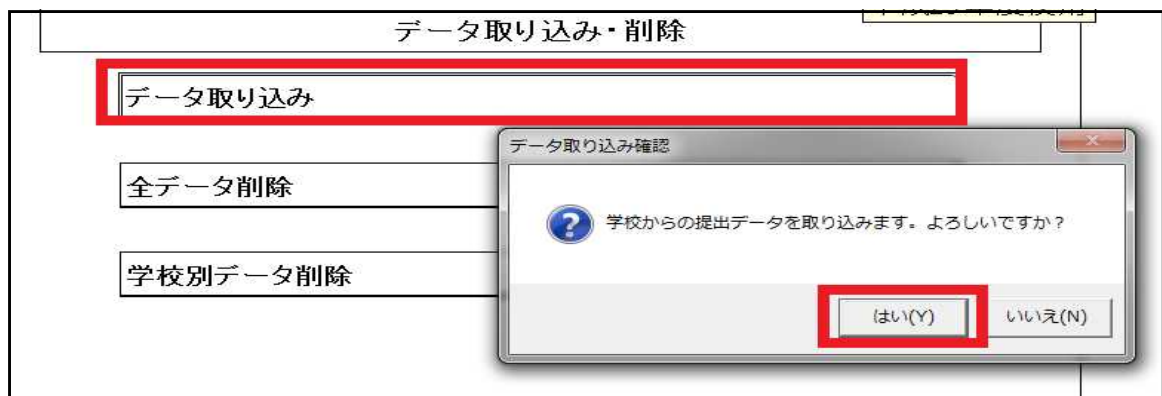 データ取り込み・削除
データ取り込み
データ取り込み確認
全データ削除
学校からの提出データを取り込みます。よろしいですか?
学校別データ削除
はい(Y)
いいえ(N)